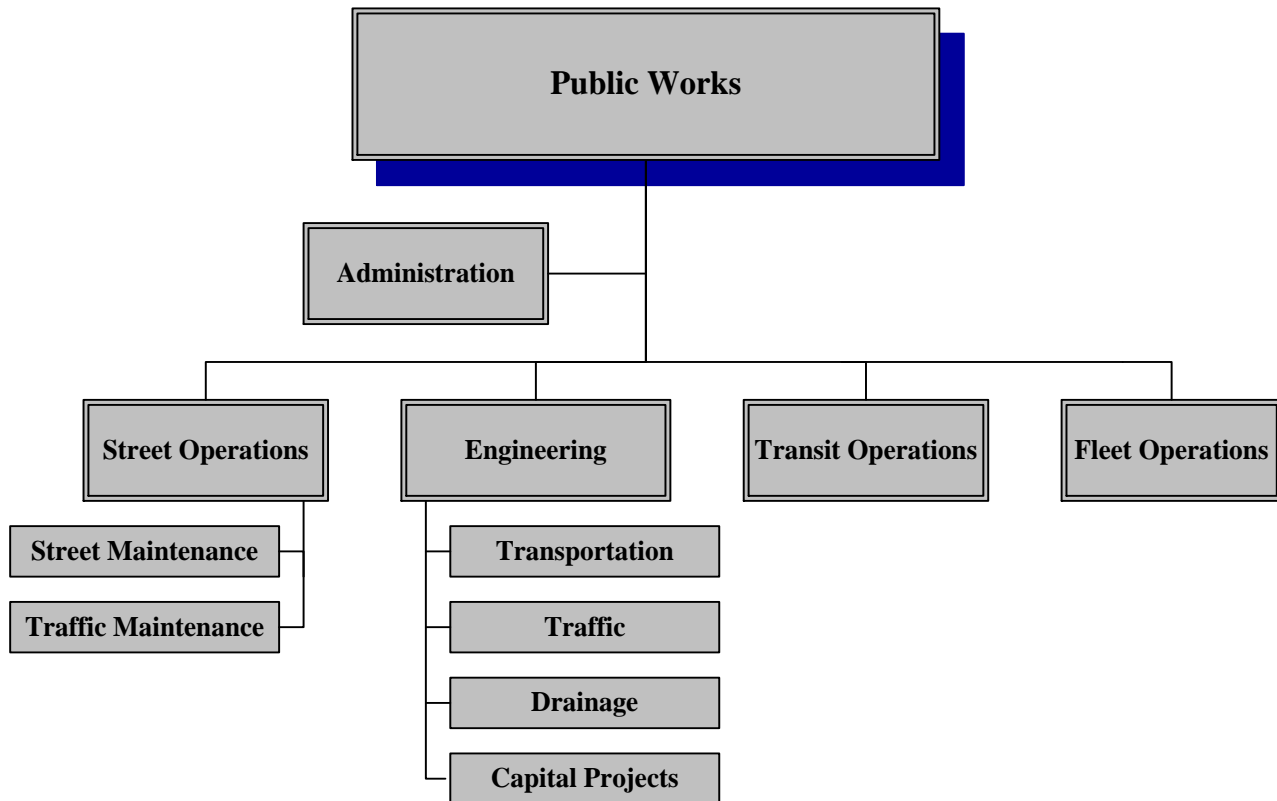 Public Works
Administration
Street Operations
Engineering
Transit Operations
Fleet Operations
Street Maintenance
Transportation
Traffic Maintenance
Traffic
Drainage
Capital Projects